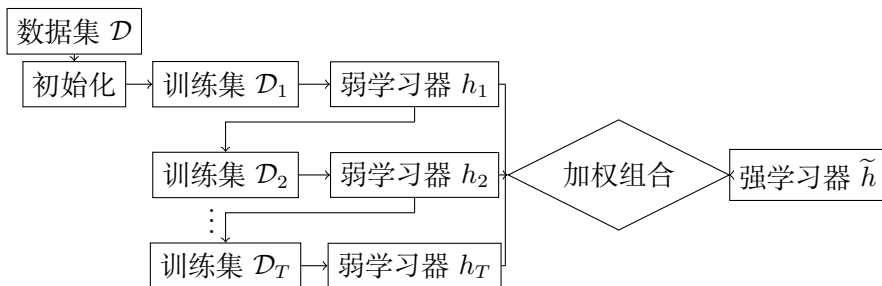 数据集 𝒟
初始化
训练集 𝒟₁
弱学习器 h₁
训练集 𝒟₂
弱学习器 h₂
加权组合
强学习器 h̃
⋮
训练集 𝒟_T
弱学习器 h_T